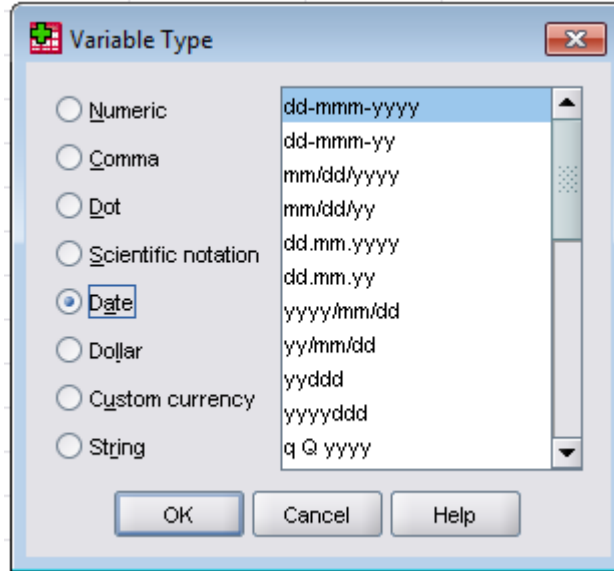 Variable Type
Numeric
Comma
Dot
Scientific notation
Date
Dollar
Custom currency
String
dd-mmm-yyyy
dd-mmm-yy
mm/dd/yyyy
mm/dd/yy
dd.mm.yyyy
dd.mm.yy
yyyy/mm/dd
yy/mm/dd
yyddd
yyyyddd
q Q yyyy
OK
Cancel
Help